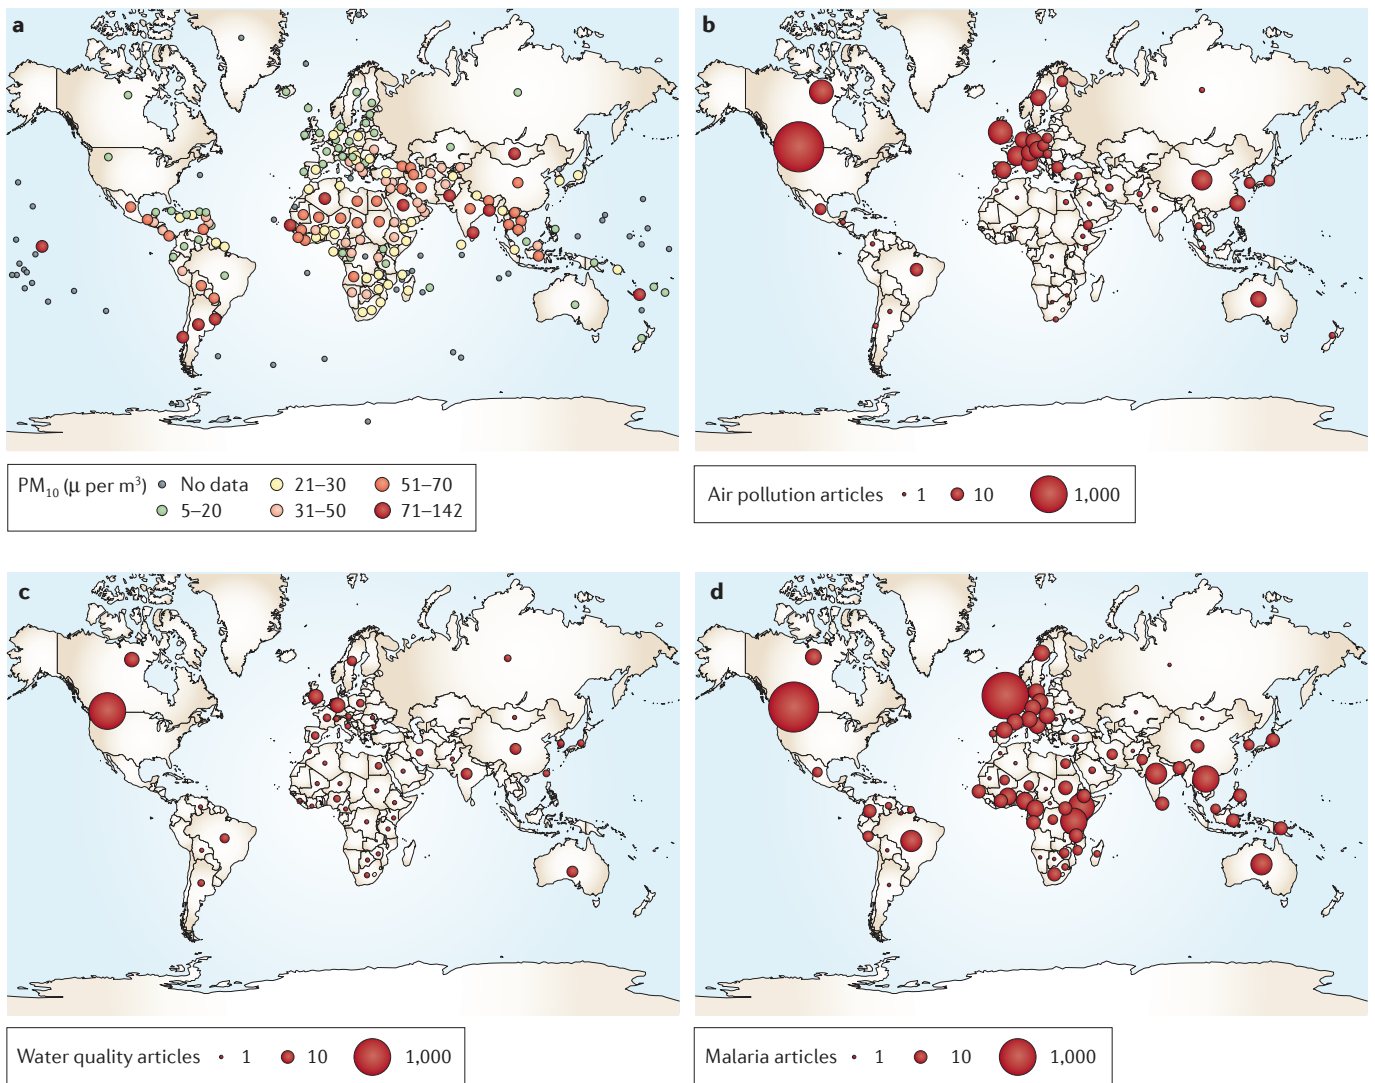 a
b
PM10 (μ per m3) No data 21–30 51–70
5–20 31–50 71–142
Air pollution articles 1 10 1,000
c
d
Water quality articles 1 10 1,000
Malaria articles 1 10 1,000